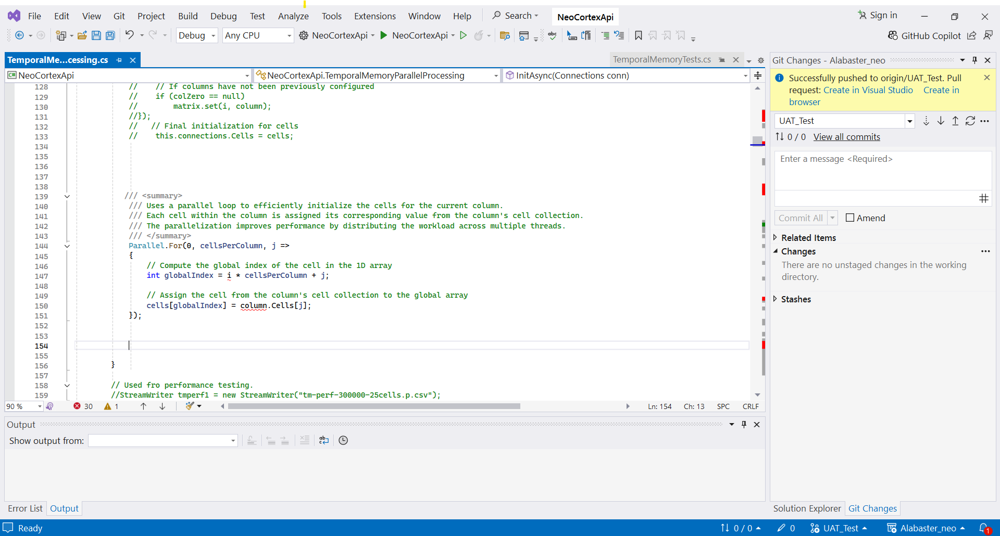 File Edit View Git Project Build Debug Test Analyze Tools Extensions Window Help Search NeoCortexApi Sign in
Debug Any CPU NeoCortexApi NeoCortexApi abc GitHub Copilot
TemporalMe...cessing.cs TemporalMemoryTests.cs
C# NeoCortexApi NeoCortexApi.TemporalMemoryParallelProcessing InitAsync(Connections conn)
128 // // If columns have not been previously configured
129 // if (colZero == null)
130 // matrix.set(i, column);
131 //});
132 // // Final initialization for cells
133 // this.connections.Cells = cells;
134
135
136
137
138
139 /// <summary>
140 /// Uses a parallel loop to efficiently initialize the cells for the current column.
141 /// Each cell within the column is assigned its corresponding value from the column's cell collection.
142 /// The parallelization improves performance by distributing the workload across multiple threads.
143 /// </summary>
144 Parallel.For(0, cellsPerColumn, j =>
145 {
146 // Compute the global index of the cell in the 1D array
147 int globalIndex = i * cellsPerColumn + j;
148
149 // Assign the cell from the column's cell collection to the global array
150 cells[globalIndex] = column.Cells[j];
151 });
152
153
154
155
156 }
157
158 // Used fro performance testing.
159 //StreamWriter tmperf1 = new StreamWriter("tm-perf-300000-25cells.p.csv");
90 % 30 1 Ln: 154 Ch: 13 SPC CRLF
Output
Show output from:
Error List Output
Git Changes - Alabaster_neo
Successfully pushed to origin/UAT_Test. Pull
request: Create in Visual Studio Create in
browser
UAT_Test
0 / 0 View all commits
Enter a message <Required>
Commit All Amend
Related Items
Changes
There are no unstaged changes in the working
directory.
Stashes
Solution Explorer Git Changes
Ready 0 / 0 0 UAT_Test Alabaster_neo 1